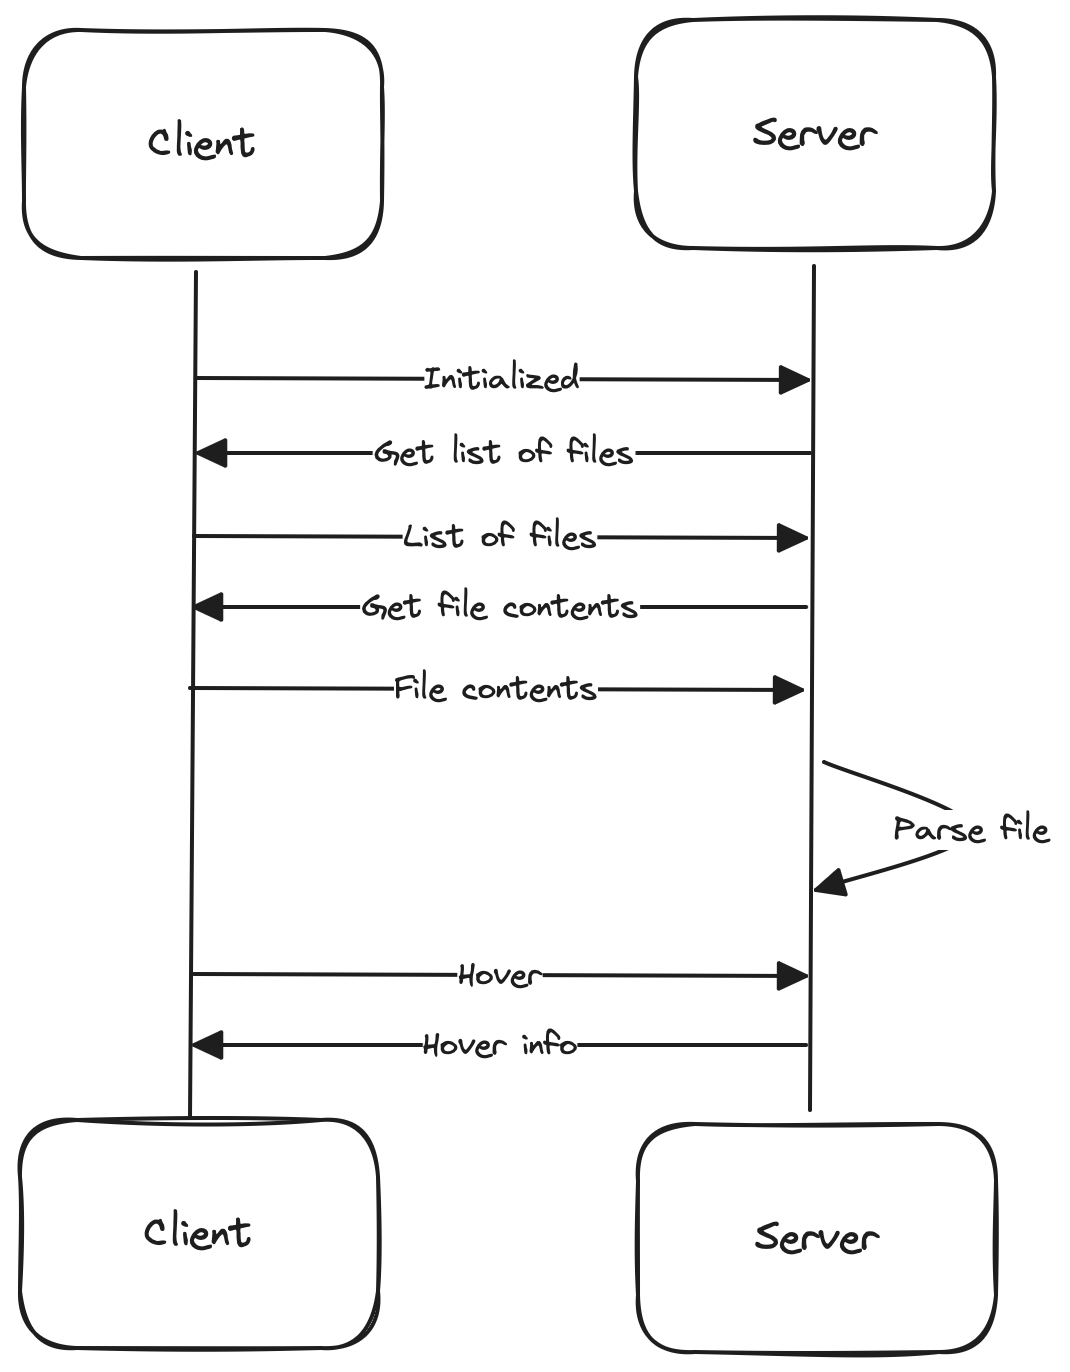 Client
Server
Initialized
Get list of files
List of files
Get file contents
File contents
Parse file
Hover
Hover info
Client
Server